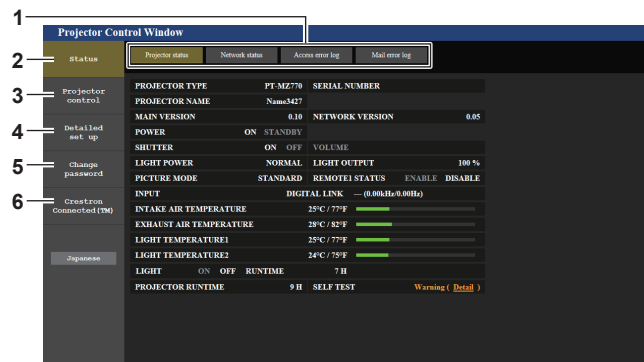 1
Projector Control Window
2
Status
Projector status Network status Access error log Mail error log
3
Projector
control
4
Detailed
set up
5
Change
password
6
Crestron
Connected(TM)
Japanese
PROJECTOR TYPE PT-MZ770 SERIAL NUMBER
PROJECTOR NAME Name3427
MAIN VERSION 0.10 NETWORK VERSION 0.05
POWER ON STANDBY
SHUTTER ON OFF VOLUME
LIGHT POWER NORMAL LIGHT OUTPUT 100 %
PICTURE MODE STANDARD REMOTE1 STATUS ENABLE DISABLE
INPUT DIGITAL LINK --- (0.00kHz/0.00Hz)
INTAKE AIR TEMPERATURE 25°C / 77°F
EXHAUST AIR TEMPERATURE 28°C / 82°F
LIGHT TEMPERATURE1 25°C / 77°F
LIGHT TEMPERATURE2 24°C / 75°F
LIGHT ON OFF RUNTIME 7 H
PROJECTOR RUNTIME 9 H SELF TEST Warning ( Detail )